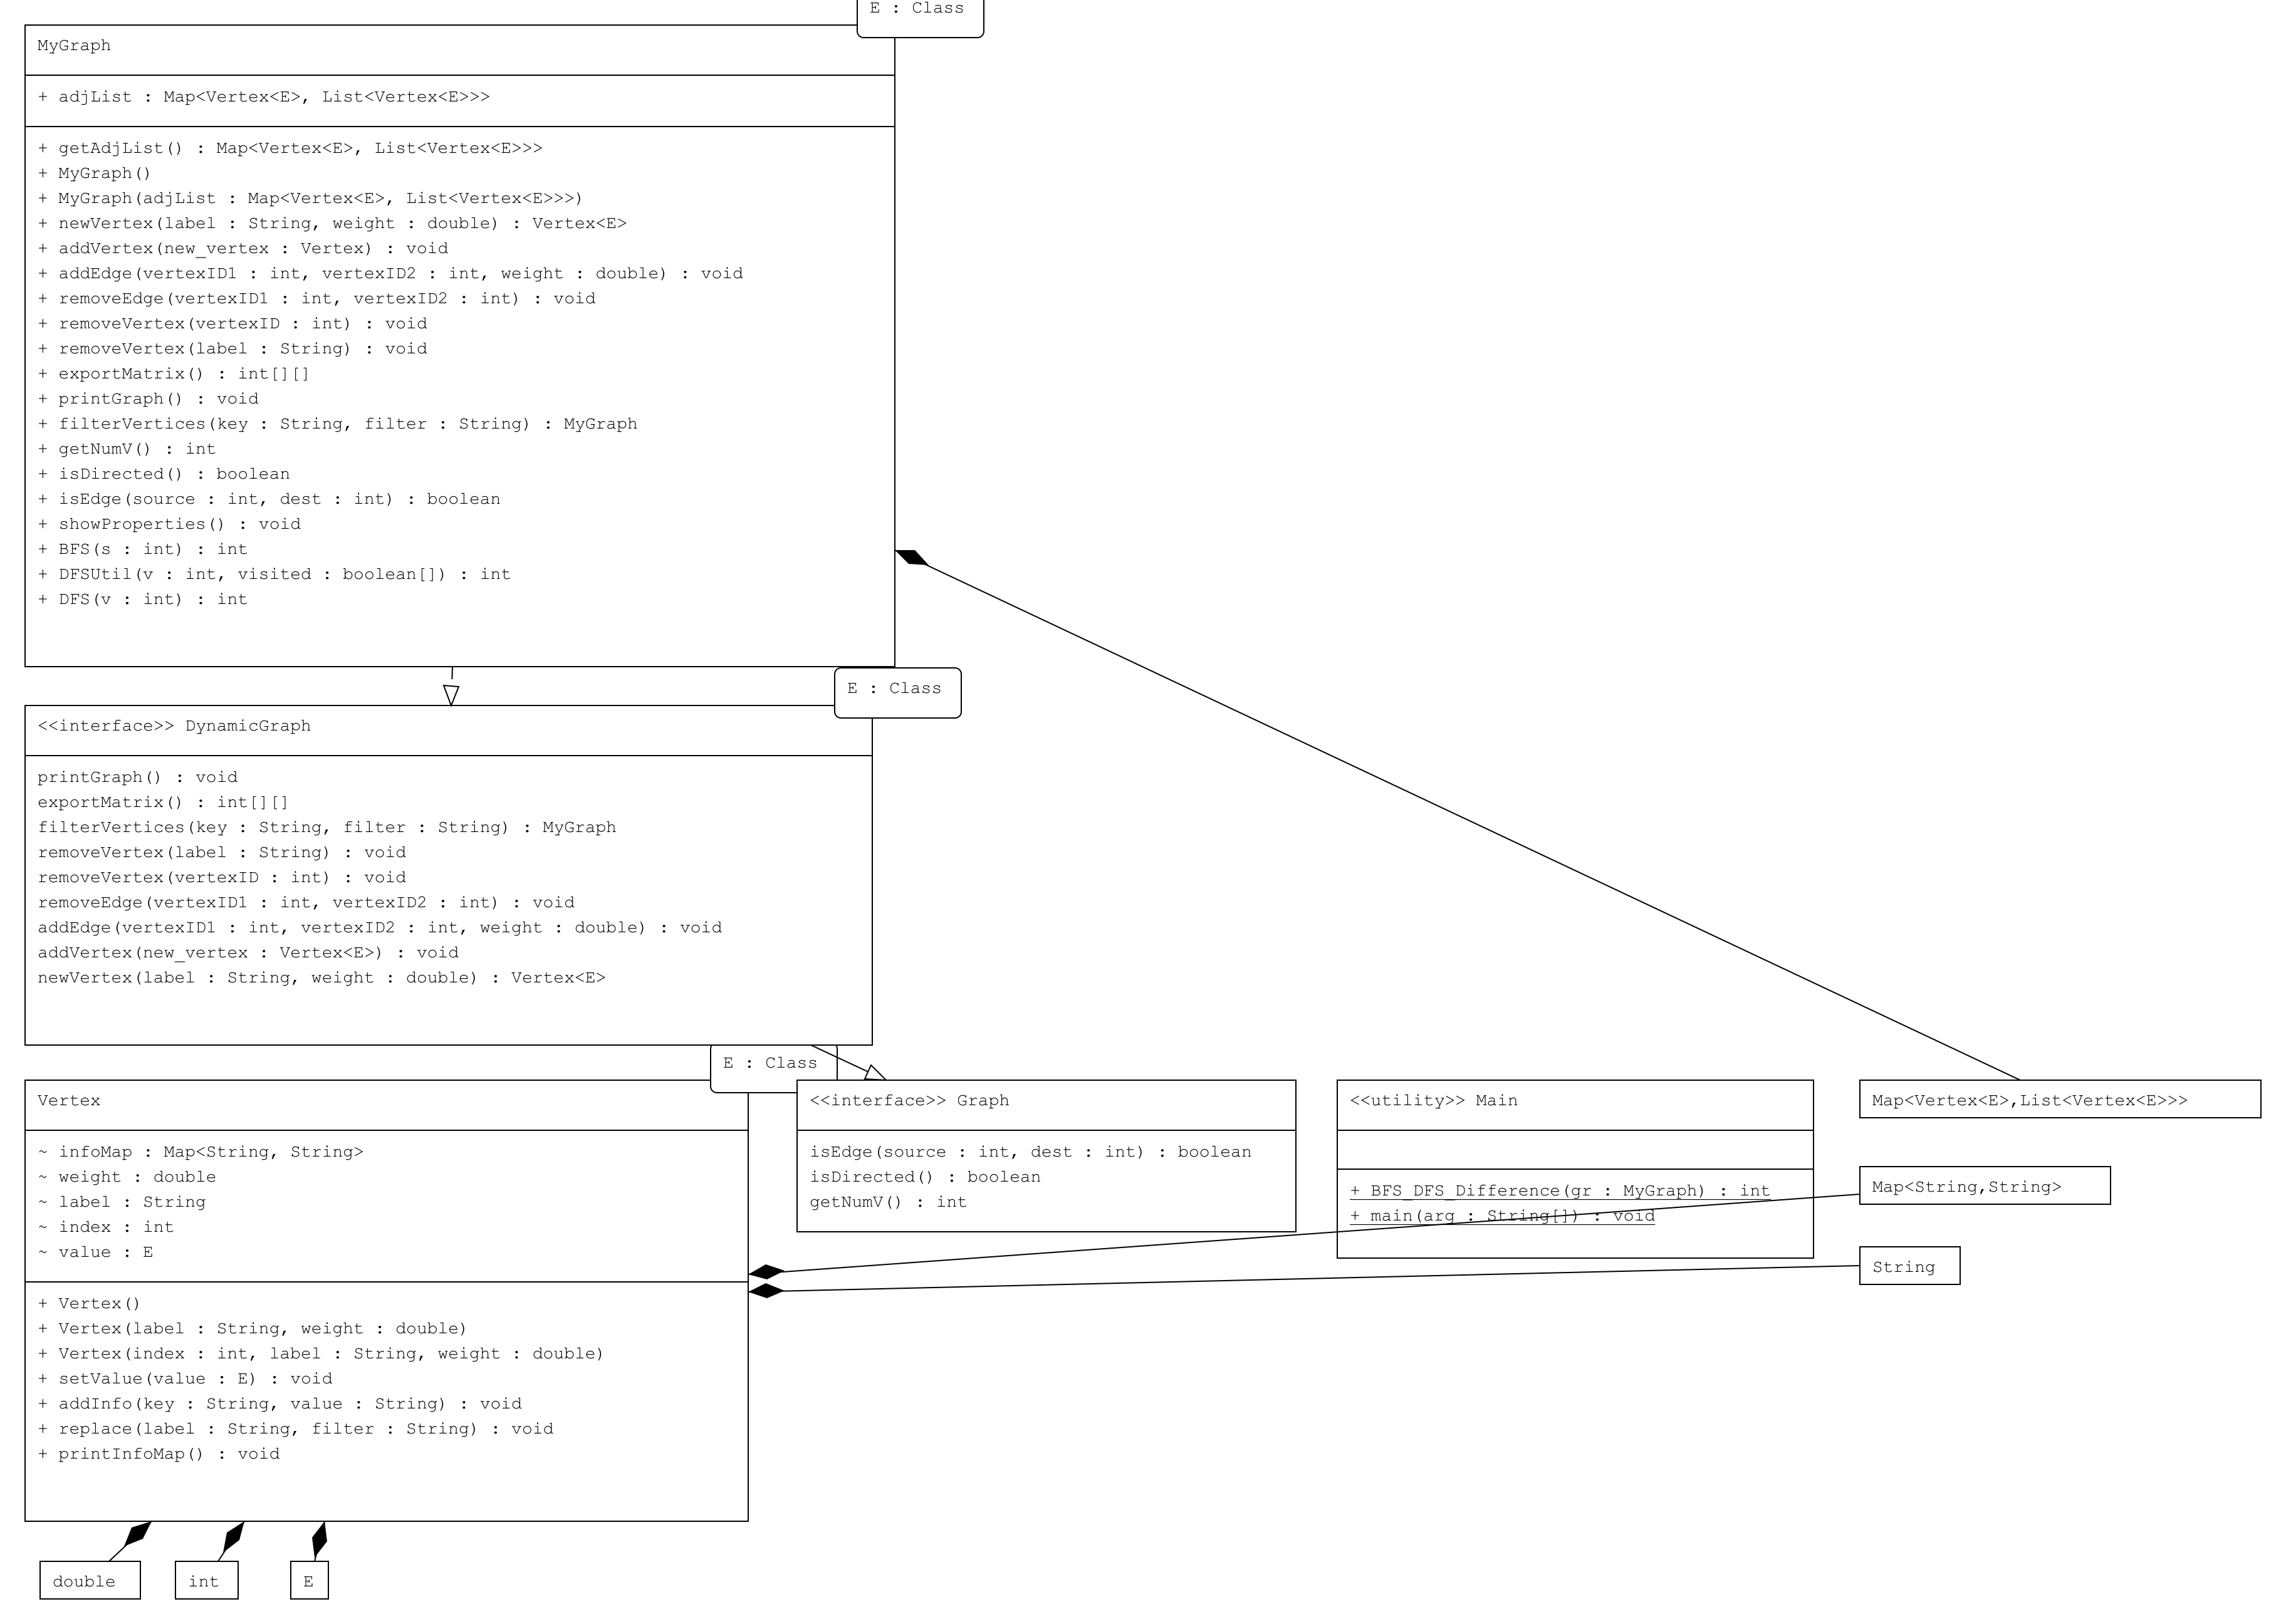 E : Class
MyGraph
+ adjList : Map<Vertex<E>, List<Vertex<E>>>
+ getAdjList() : Map<Vertex<E>, List<Vertex<E>>>
+ MyGraph()
+ MyGraph(adjList : Map<Vertex<E>, List<Vertex<E>>>)
+ newVertex(label : String, weight : double) : Vertex<E>
+ addVertex(new_vertex : Vertex) : void
+ addEdge(vertexID1 : int, vertexID2 : int, weight : double) : void
+ removeEdge(vertexID1 : int, vertexID2 : int) : void
+ removeVertex(vertexID : int) : void
+ removeVertex(label : String) : void
+ exportMatrix() : int[][]
+ printGraph() : void
+ filterVertices(key : String, filter : String) : MyGraph
+ getNumV() : int
+ isDirected() : boolean
+ isEdge(source : int, dest : int) : boolean
+ showProperties() : void
+ BFS(s : int) : int
+ DFSUtil(v : int, visited : boolean[]) : int
+ DFS(v : int) : int
E : Class
<<interface>> DynamicGraph
printGraph() : void
exportMatrix() : int[][]
filterVertices(key : String, filter : String) : MyGraph
removeVertex(label : String) : void
removeVertex(vertexID : int) : void
removeEdge(vertexID1 : int, vertexID2 : int) : void
addEdge(vertexID1 : int, vertexID2 : int, weight : double) : void
addVertex(new_vertex : Vertex<E>) : void
newVertex(label : String, weight : double) : Vertex<E>
E : Class
Vertex
~ infoMap : Map<String, String>
~ weight : double
~ label : String
~ index : int
~ value : E
+ Vertex()
+ Vertex(label : String, weight : double)
+ Vertex(index : int, label : String, weight : double)
+ setValue(value : E) : void
+ addInfo(key : String, value : String) : void
+ replace(label : String, filter : String) : void
+ printInfoMap() : void
<<interface>> Graph
isEdge(source : int, dest : int) : boolean
isDirected() : boolean
getNumV() : int
<<utility>> Main
+ BFS_DFS_Difference(gr : MyGraph) : int
+ main(arg : String[]) : void
Map<Vertex<E>,List<Vertex<E>>>
Map<String,String>
String
double
int
E